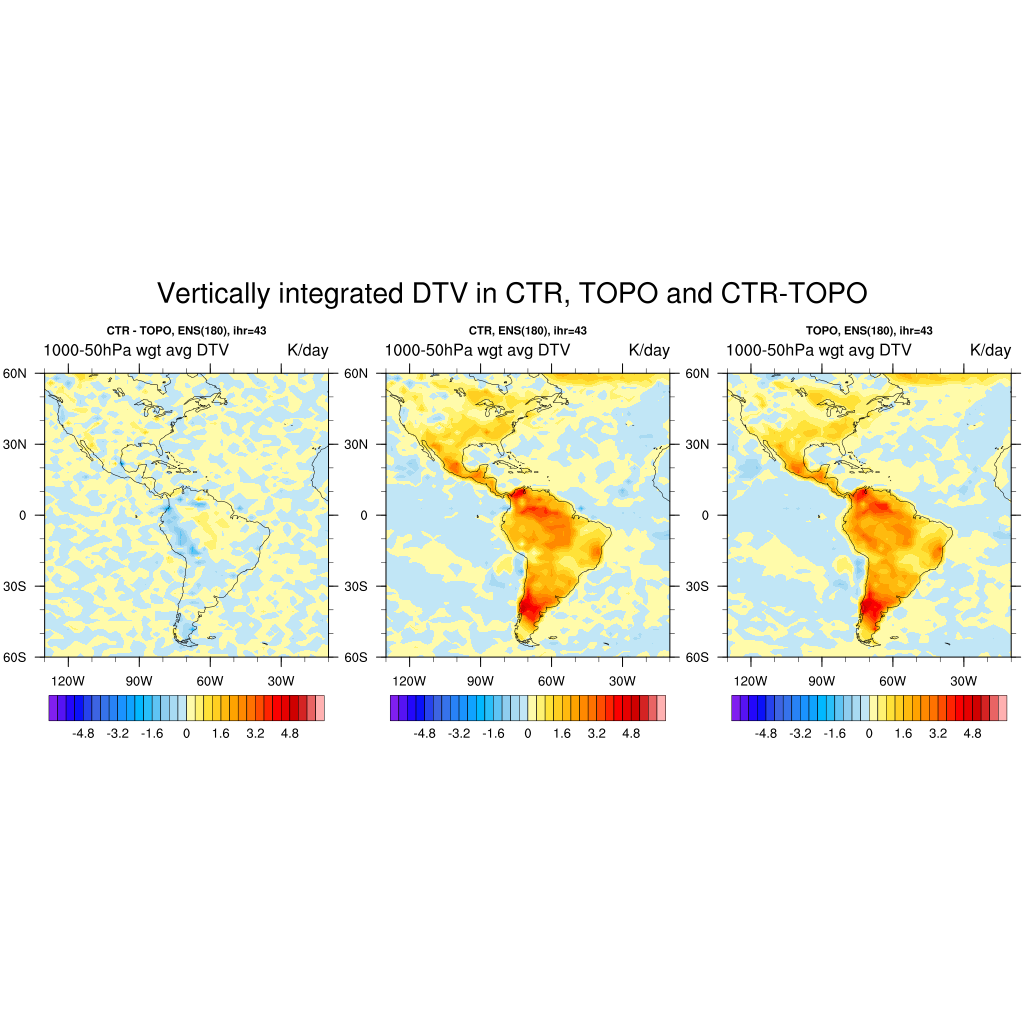 Vertically integrated DTV in CTR, TOPO and CTR-TOPO
CTR - TOPO, ENS(180), ihr=43
1000-50hPa wgt avg DTV K/day
60N
30N
0
30S
60S
120W 90W 60W 30W
-4.8 -3.2 -1.6 0 1.6 3.2 4.8
CTR, ENS(180), ihr=43
1000-50hPa wgt avg DTV K/day
60N
30N
0
30S
60S
120W 90W 60W 30W
-4.8 -3.2 -1.6 0 1.6 3.2 4.8
TOPO, ENS(180), ihr=43
1000-50hPa wgt avg DTV K/day
60N
30N
0
30S
60S
120W 90W 60W 30W
-4.8 -3.2 -1.6 0 1.6 3.2 4.8